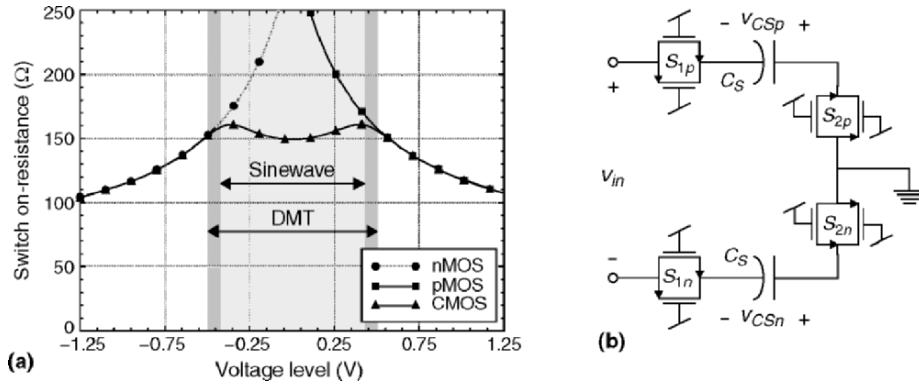 Switch on-resistance (Ω)
250
200
150
100
50
0
−1.25
−0.75
−0.25
0.25
0.75
1.25
Voltage level (V)
Sinewave
DMT
nMOS
pMOS
CMOS
(a)
− vCSp +
S1p
CS
+
S2p
vin
S2n
−
S1n
CS
− vCSn +
(b)